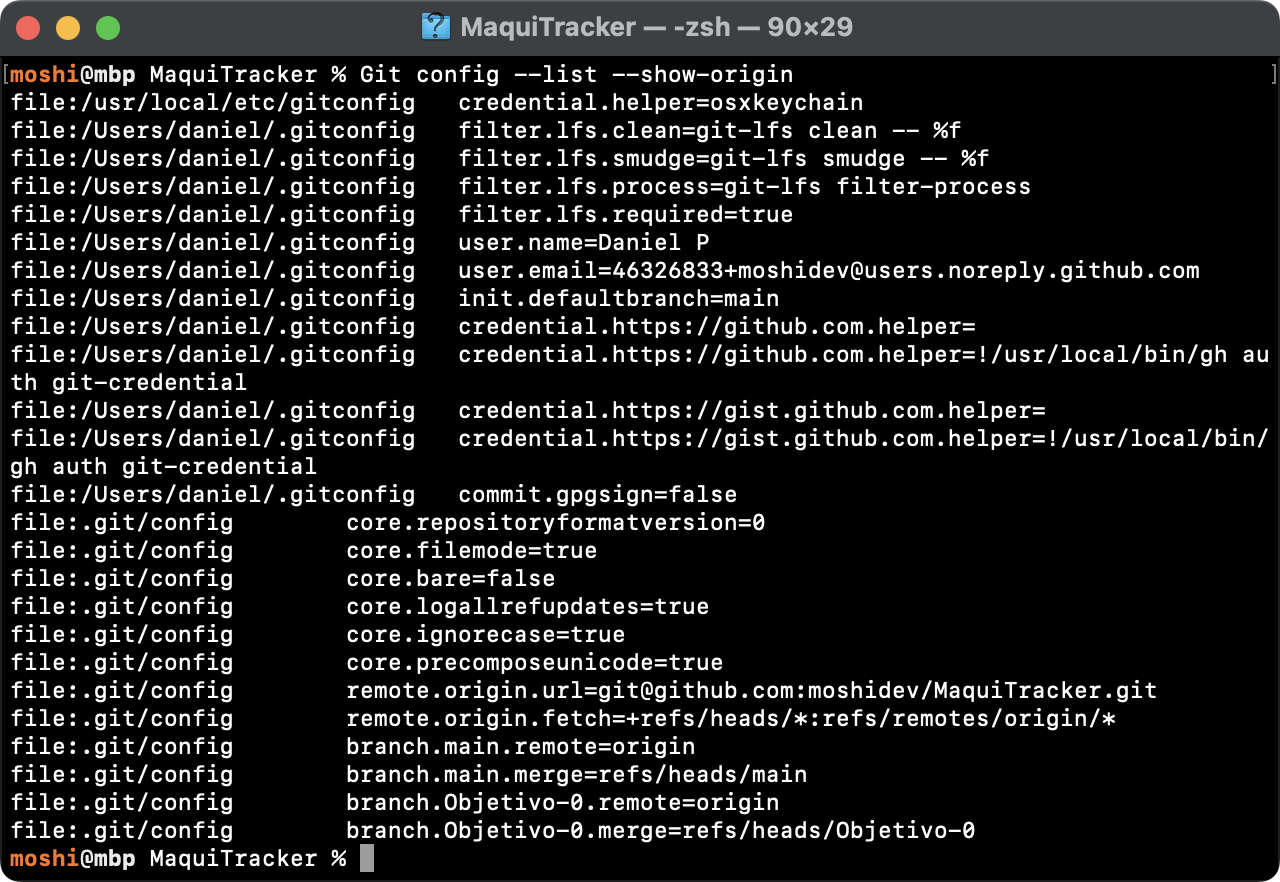 MaquiTracker — -zsh — 90×29
[moshi@mbp MaquiTracker % Git config --list --show-origin ]
file:/usr/local/etc/gitconfig   credential.helper=osxkeychain
file:/Users/daniel/.gitconfig   filter.lfs.clean=git-lfs clean -- %f
file:/Users/daniel/.gitconfig   filter.lfs.smudge=git-lfs smudge -- %f
file:/Users/daniel/.gitconfig   filter.lfs.process=git-lfs filter-process
file:/Users/daniel/.gitconfig   filter.lfs.required=true
file:/Users/daniel/.gitconfig   user.name=Daniel P
file:/Users/daniel/.gitconfig   user.email=46326833+moshidev@users.noreply.github.com
file:/Users/daniel/.gitconfig   init.defaultbranch=main
file:/Users/daniel/.gitconfig   credential.https://github.com.helper=
file:/Users/daniel/.gitconfig   credential.https://github.com.helper=!/usr/local/bin/gh au
th git-credential
file:/Users/daniel/.gitconfig   credential.https://gist.github.com.helper=
file:/Users/daniel/.gitconfig   credential.https://gist.github.com.helper=!/usr/local/bin/
gh auth git-credential
file:/Users/daniel/.gitconfig   commit.gpgsign=false
file:.git/config        core.repositoryformatversion=0
file:.git/config        core.filemode=true
file:.git/config        core.bare=false
file:.git/config        core.logallrefupdates=true
file:.git/config        core.ignorecase=true
file:.git/config        core.precomposeunicode=true
file:.git/config        remote.origin.url=git@github.com:moshidev/MaquiTracker.git
file:.git/config        remote.origin.fetch=+refs/heads/*:refs/remotes/origin/*
file:.git/config        branch.main.remote=origin
file:.git/config        branch.main.merge=refs/heads/main
file:.git/config        branch.Objetivo-0.remote=origin
file:.git/config        branch.Objetivo-0.merge=refs/heads/Objetivo-0
moshi@mbp MaquiTracker %